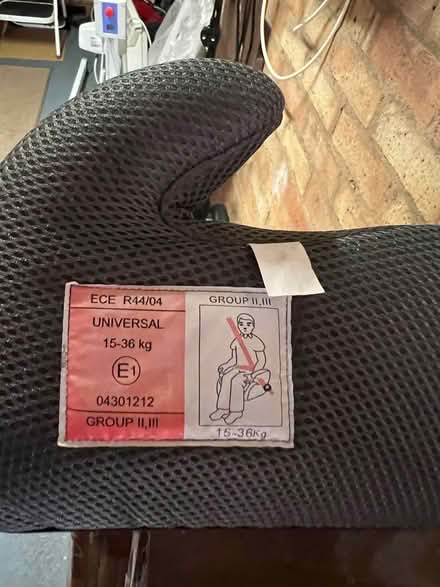 ECE R44/04
UNIVERSAL
15-36 kg
E1
04301212
GROUP II,III
GROUP II,III
15-36Kg